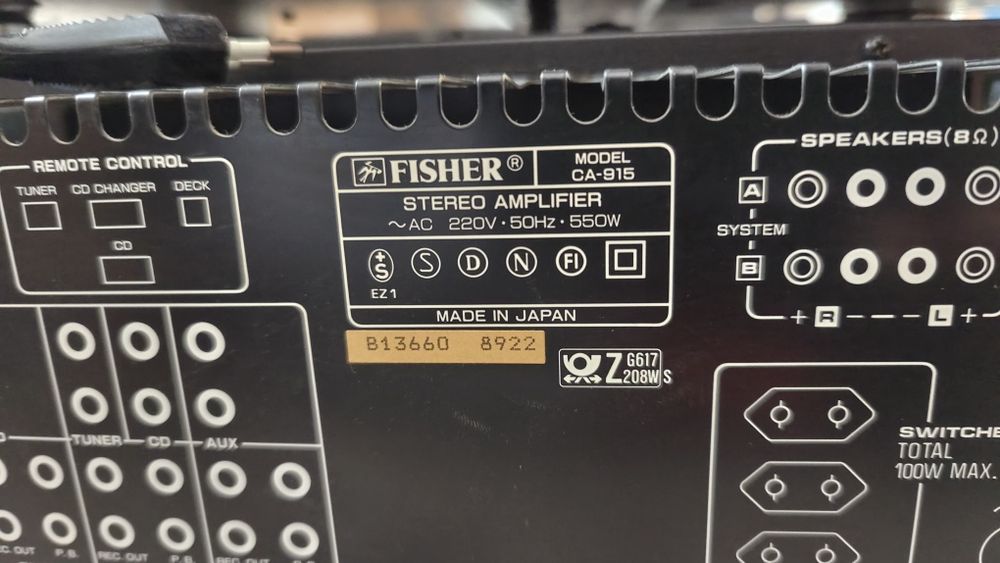 REMOTE CONTROL
TUNER CD CHANGER DECK
CD
FISHER®
MODEL
CA-915
STEREO AMPLIFIER
~AC 220V·50Hz·550W
+S S D N FI
EZ1
MADE IN JAPAN
B13660 8922
Z G617
208W S
SPEAKERS(8Ω)
A
SYSTEM
B
+ R − − L +
TUNER CD AUX
REC. OUT P.B. REC. OUT P.B. REC. OUT
SWITCHE
TOTAL
100W MAX.